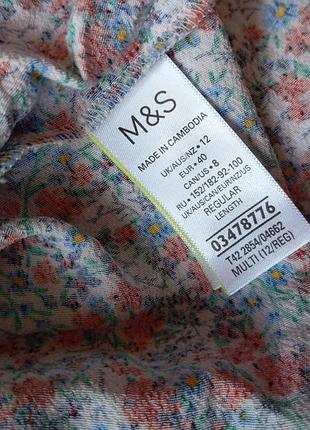 M&S
MADE IN CAMBODIA
UK/AUS/NZ • 12
EUR • 40
CAN/US • 8
RU • 152/182-92-100
UK/AUS/CAN/EUR/NZ/US
REGULAR
LENGTH
03478776
T42 2854/0486Z
MULTI (12/REG)